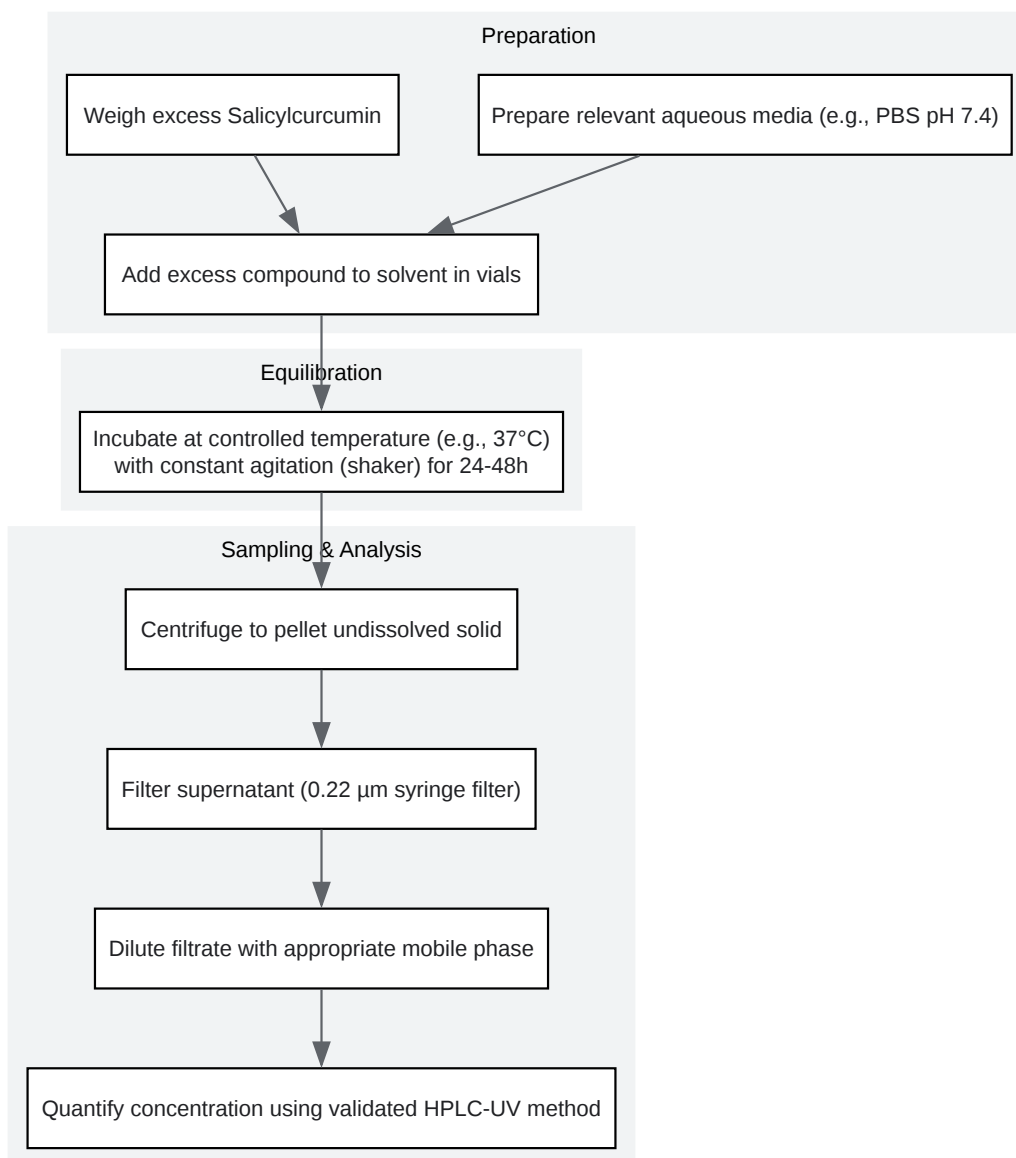 Preparation
Weigh excess Salicylcurcumin
Prepare relevant aqueous media (e.g., PBS pH 7.4)
Add excess compound to solvent in vials
Equilibration
Incubate at controlled temperature (e.g., 37°C)
with constant agitation (shaker) for 24-48h
Sampling & Analysis
Centrifuge to pellet undissolved solid
Filter supernatant (0.22 µm syringe filter)
Dilute filtrate with appropriate mobile phase
Quantify concentration using validated HPLC-UV method